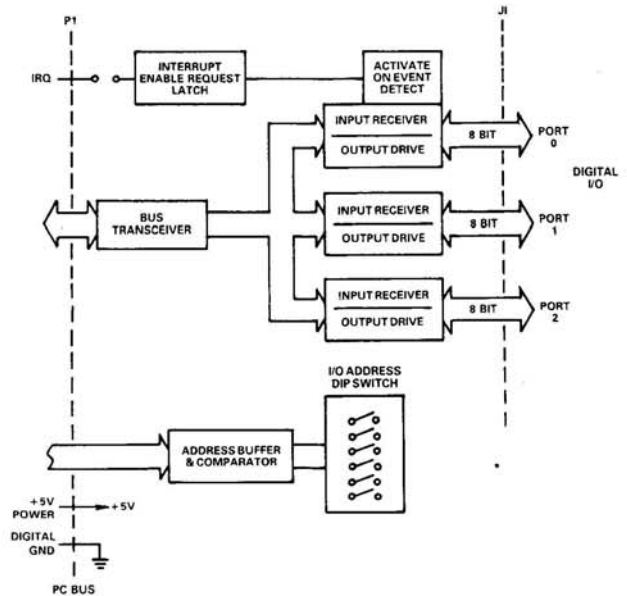 P1
J1
IRQ
INTERRUPT
ENABLE REQUEST
LATCH
ACTIVATE
ON EVENT
DETECT
INPUT RECEIVER
OUTPUT DRIVE
8 BIT
PORT
0
DIGITAL
I/O
BUS
TRANSCEIVER
INPUT RECEIVER
OUTPUT DRIVE
8 BIT
PORT
1
INPUT RECEIVER
OUTPUT DRIVE
8 BIT
PORT
2
I/O ADDRESS
DIP SWITCH
ADDRESS BUFFER
& COMPARATOR
+5V
POWER
+5V
DIGITAL
GND
PC BUS